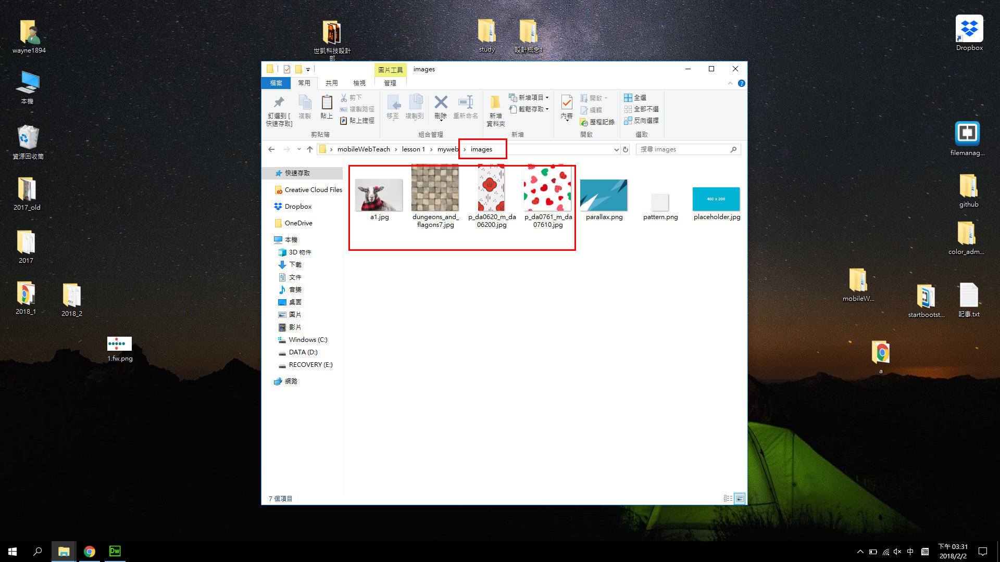 wayne1894
本機
資源回收筒
2017_old
2017
2018_1
2018_2
1.fw.png
世凱科技設計
部
study
設計概念1
Dropbox
filemanag...
github
color_adm...
mobileW...
startbootst...
記事.txt
a
圖片工具
images
檔案
常用
共用
檢視
管理
釘選到 [
快速存取]
複製
貼上
剪下
複製路徑
貼上捷徑
剪貼簿
移至
複製到
刪除
重新命名
組合管理
新增
資料夾
新增項目
輕鬆存取
新增
內容
開啟
編輯
歷程記錄
開啟
全選
全部不選
反向選擇
選取
mobileWebTeach › lesson 1 › myweb › images
搜尋 images
快速存取
Creative Cloud Files
Dropbox
OneDrive
本機
3D 物件
下載
文件
音樂
桌面
圖片
影片
Windows (C:)
DATA (D:)
RECOVERY (E:)
網路
a1.jpg
dungeons_and_
flagons7.jpg
p_da0620_m_da
06200.jpg
p_da0761_m_da
07610.jpg
parallax.png
pattern.png
400 x 200
placeholder.jpg
7 個項目
Dw
中
下午 03:31
2018/2/2